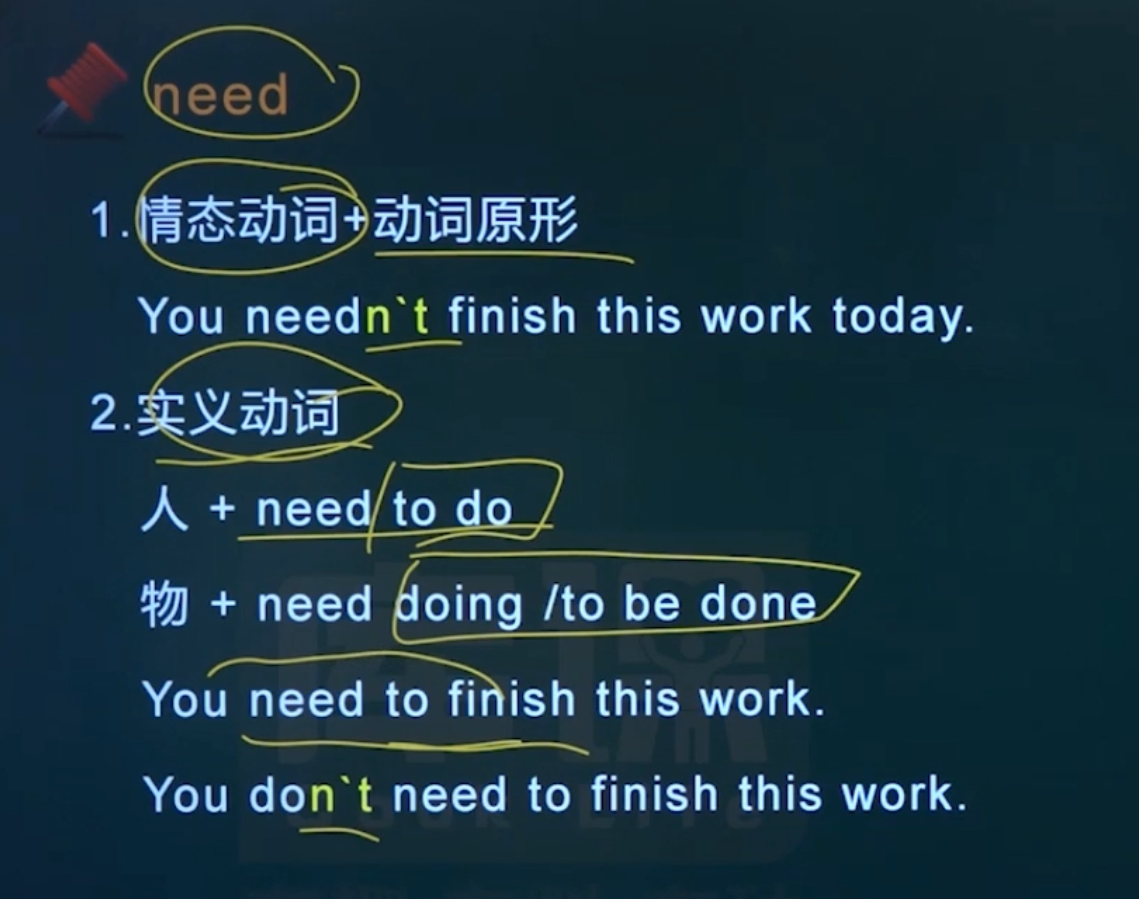 need
1.情态动词+动词原形
You needn`t finish this work today.
2.实义动词
人 + need to do
物 + need doing /to be done
You need to finish this work.
You don`t need to finish this work.